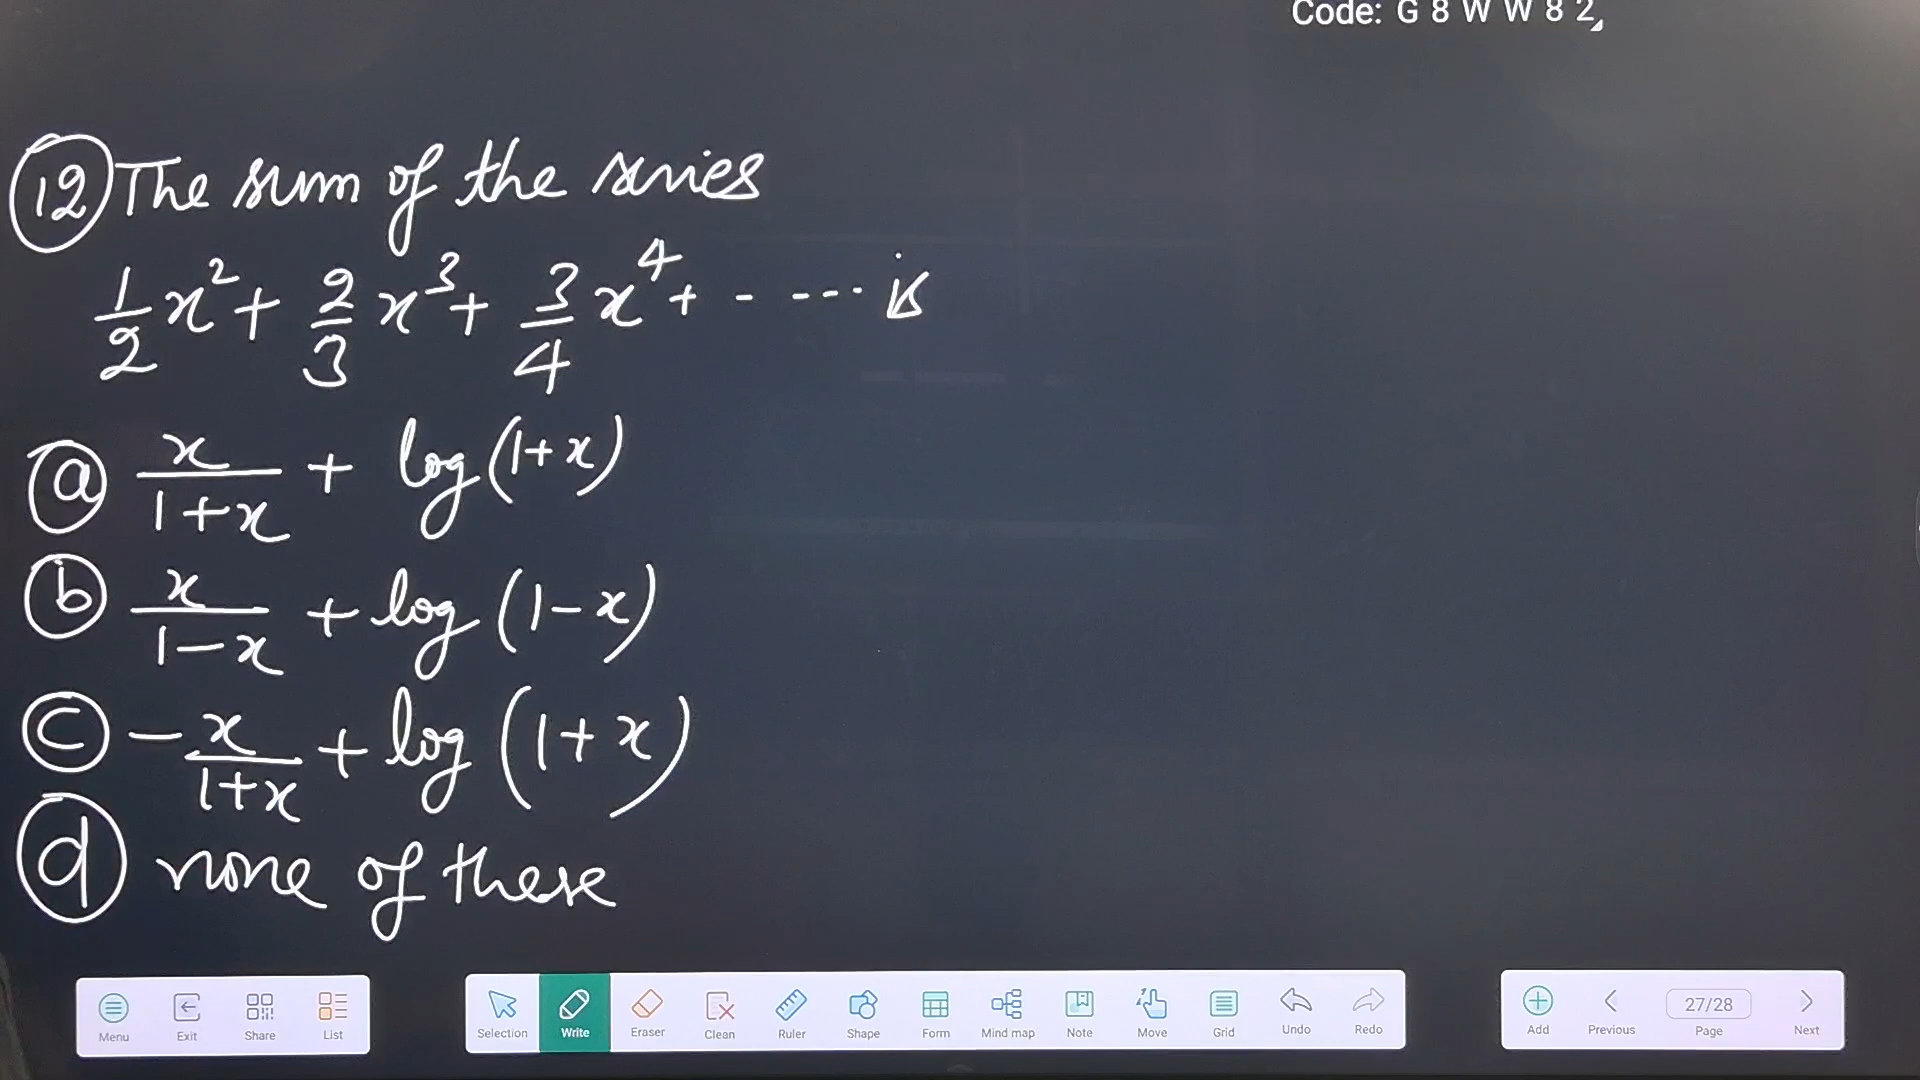 Code: G 8 W W 8 2
12 The sum of the series
1/2 x² + 2/3 x³ + 3/4 x⁴ + - ---- is
a x/1+x + log (1+x)
b x/1-x + log (1-x)
c -x/1+x + log (1+x)
d none of these
Menu Exit Share List Selection Write Eraser Clean Ruler Shape Form Mind map Note Move Grid Undo Redo Add Previous 27/28 Page Next